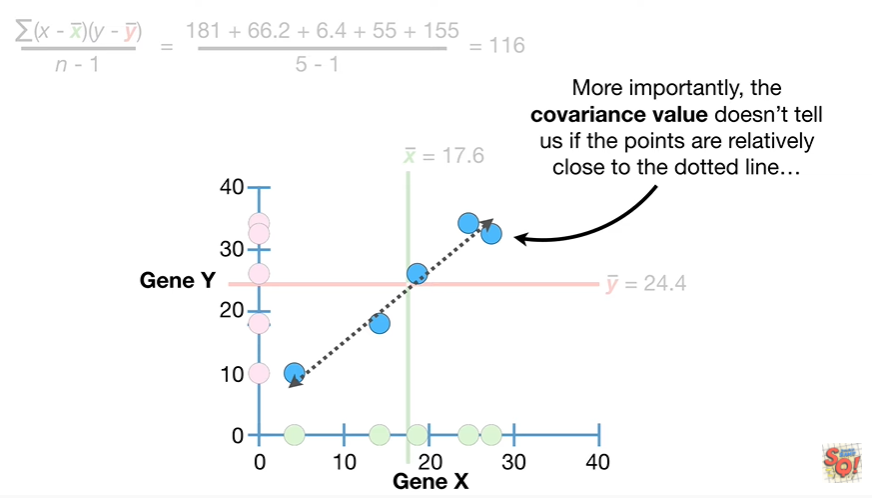 ∑(x - x̅)(y - y̅)
n - 1
=
181 + 66.2 + 6.4 + 55 + 155
5 - 1
= 116
More importantly, the
covariance value doesn't tell
us if the points are relatively
close to the dotted line…
x̅ = 17.6
40
30
Gene Y
y̅ = 24.4
20
10
0
0 10 20 30 40
Gene X
SQ!